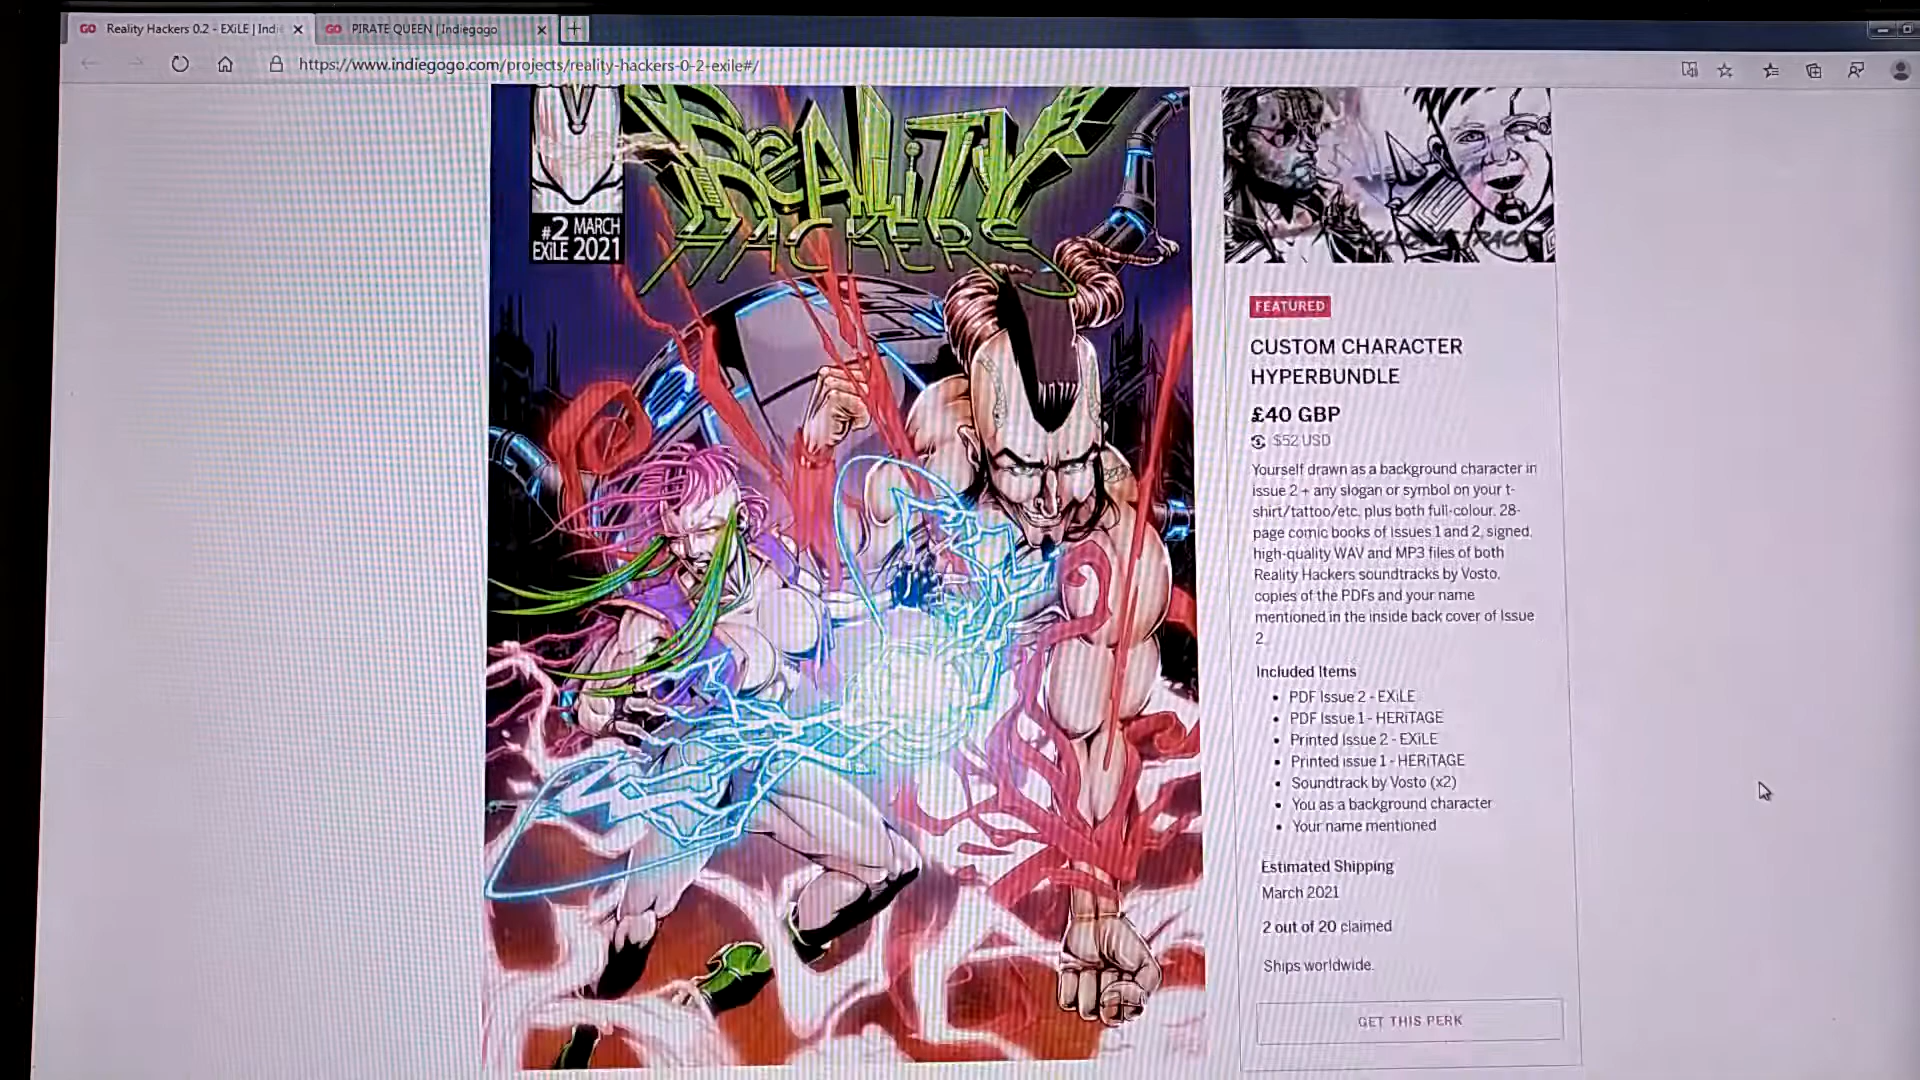 GO Reality Hackers 0.2 - EXiLE | Indi
GO PIRATE QUEEN | Indiegogo
https://www.indiegogo.com/projects/reality-hackers-0-2-exile#/
REALITY
HACKERS
#2 MARCH
EXiLE 2021
FEATURED
CUSTOM CHARACTER
HYPERBUNDLE
£40 GBP
$52 USD
Yourself drawn as a background character in
issue 2 + any slogan or symbol on your t-
shirt/tattoo/etc. plus both full-colour, 28-
page comic books of Issues 1 and 2, signed,
high-quality WAV and MP3 files of both
Reality Hackers soundtracks by Vosto,
copies of the PDFs and your name
mentioned in the inside back cover of Issue
2.
Included Items
• PDF Issue 2 - EXiLE
• PDF Issue 1 - HERiTAGE
• Printed Issue 2 - EXiLE
• Printed issue 1 - HERiTAGE
• Soundtrack by Vosto (x2)
• You as a background character
• Your name mentioned
Estimated Shipping
March 2021
2 out of 20 claimed
Ships worldwide.
GET THIS PERK